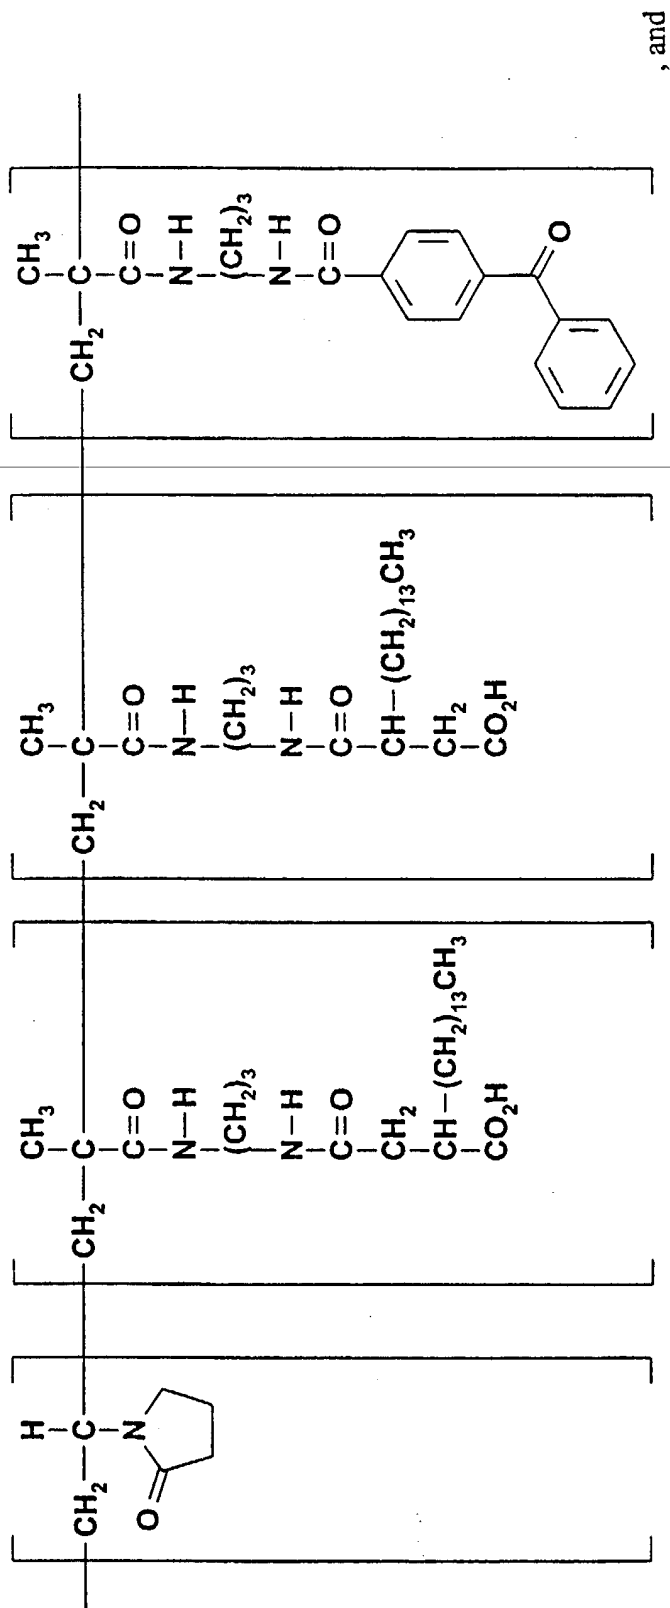 H
CH2–C–
N
O
CH3
CH2–C–
C=O
N–H
(CH2)3
N–H
C=O
CH2
CH–(CH2)13CH3
CO2H
CH3
CH2–C–
C=O
N–H
(CH2)3
N–H
C=O
CH–(CH2)13CH3
CH2
CO2H
CH3
CH2–C–
C=O
N–H
(CH2)3
N–H
C=O
O
, and